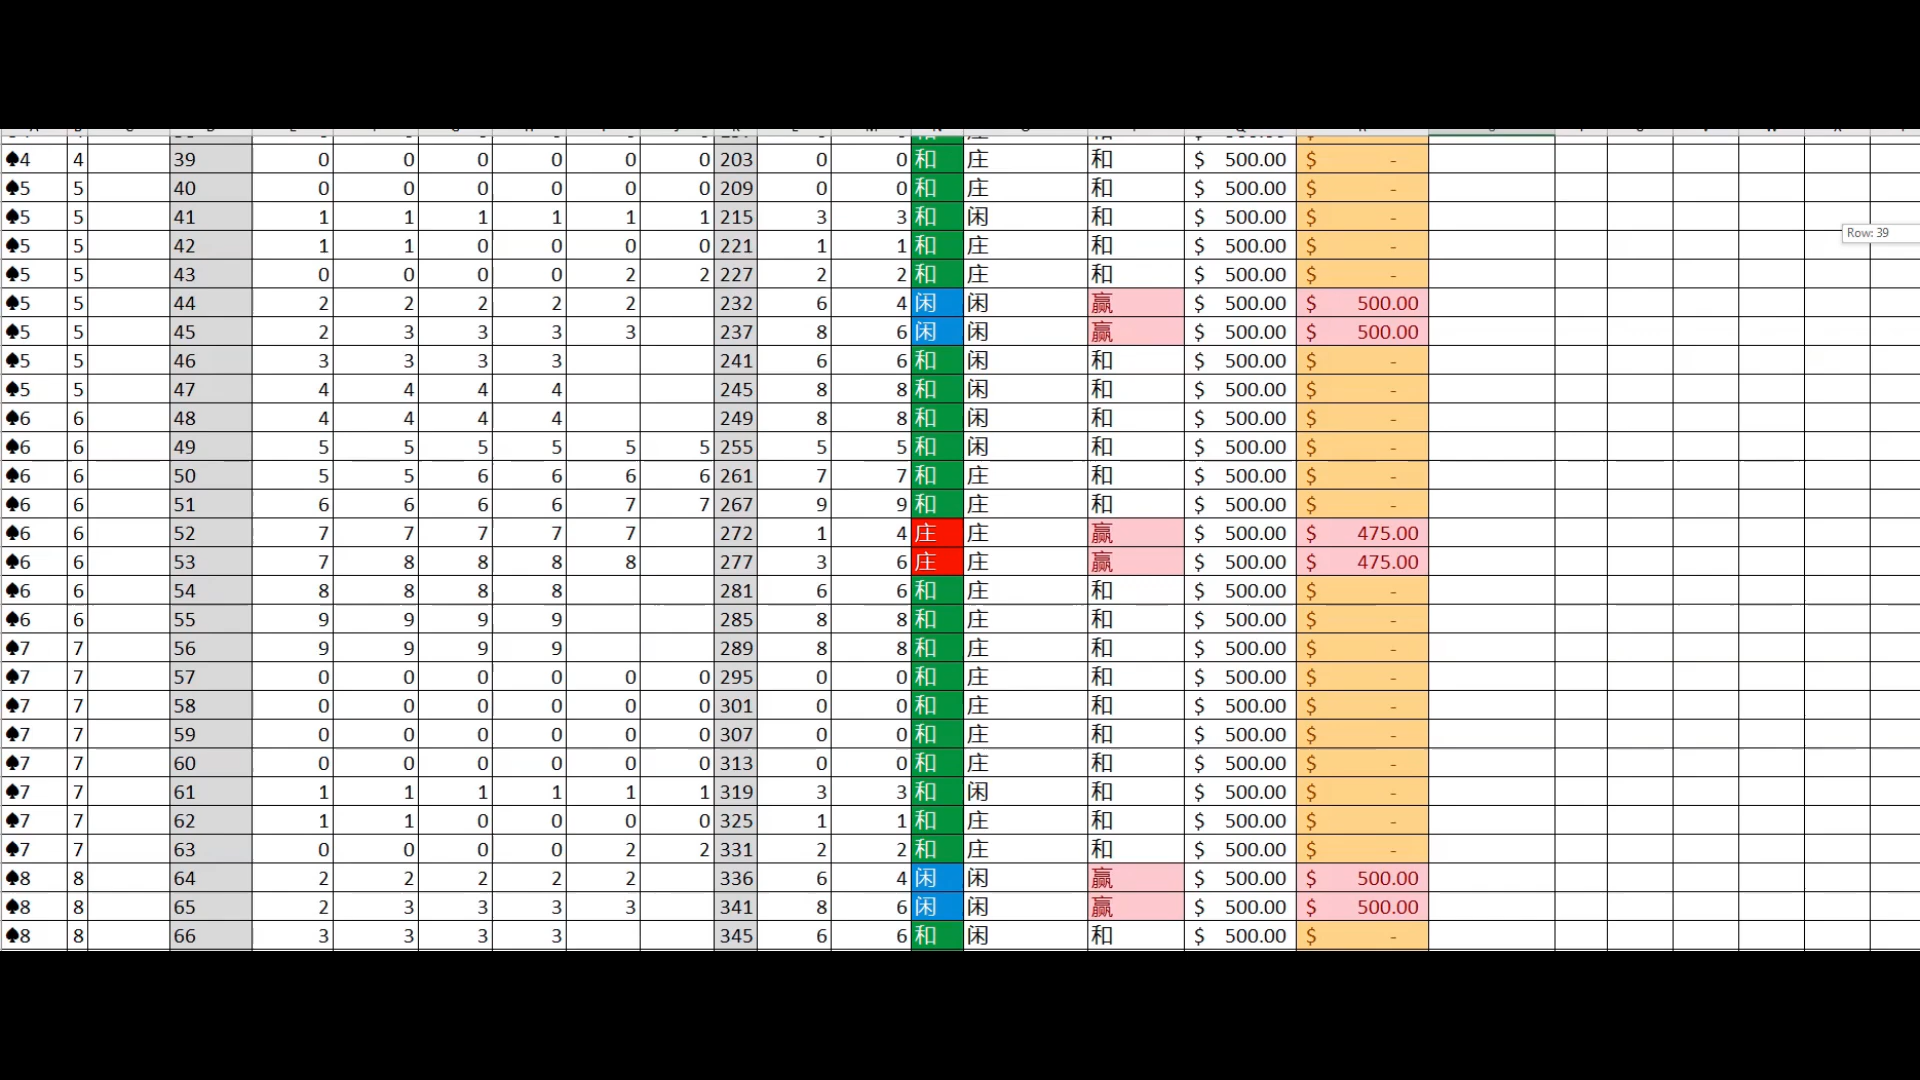 ♠4 4 39 0 0 0 0 0 0 203 0 0 和 庄 和 $ 500.00 $ -
♠5 5 40 0 0 0 0 0 0 209 0 0 和 庄 和 $ 500.00 $ -
♠5 5 41 1 1 1 1 1 1 215 3 3 和 闲 和 $ 500.00 $ -
Row: 39
♠5 5 42 1 1 0 0 0 0 221 1 1 和 庄 和 $ 500.00 $ -
♠5 5 43 0 0 0 0 2 2 227 2 2 和 庄 和 $ 500.00 $ -
♠5 5 44 2 2 2 2 2 232 6 4 闲 闲 赢 $ 500.00 $ 500.00
♠5 5 45 2 3 3 3 3 237 8 6 闲 闲 赢 $ 500.00 $ 500.00
♠5 5 46 3 3 3 3 241 6 6 和 闲 和 $ 500.00 $ -
♠5 5 47 4 4 4 4 245 8 8 和 闲 和 $ 500.00 $ -
♠6 6 48 4 4 4 4 249 8 8 和 闲 和 $ 500.00 $ -
♠6 6 49 5 5 5 5 5 5 255 5 5 和 闲 和 $ 500.00 $ -
♠6 6 50 5 5 6 6 6 6 261 7 7 和 庄 和 $ 500.00 $ -
♠6 6 51 6 6 6 6 7 7 267 9 9 和 庄 和 $ 500.00 $ -
♠6 6 52 7 7 7 7 7 272 1 4 庄 庄 赢 $ 500.00 $ 475.00
♠6 6 53 7 8 8 8 8 277 3 6 庄 庄 赢 $ 500.00 $ 475.00
♠6 6 54 8 8 8 8 281 6 6 和 庄 和 $ 500.00 $ -
♠6 6 55 9 9 9 9 285 8 8 和 庄 和 $ 500.00 $ -
♠7 7 56 9 9 9 9 289 8 8 和 庄 和 $ 500.00 $ -
♠7 7 57 0 0 0 0 0 0 295 0 0 和 庄 和 $ 500.00 $ -
♠7 7 58 0 0 0 0 0 0 301 0 0 和 庄 和 $ 500.00 $ -
♠7 7 59 0 0 0 0 0 0 307 0 0 和 庄 和 $ 500.00 $ -
♠7 7 60 0 0 0 0 0 0 313 0 0 和 庄 和 $ 500.00 $ -
♠7 7 61 1 1 1 1 1 1 319 3 3 和 闲 和 $ 500.00 $ -
♠7 7 62 1 1 0 0 0 0 325 1 1 和 庄 和 $ 500.00 $ -
♠7 7 63 0 0 0 0 2 2 331 2 2 和 庄 和 $ 500.00 $ -
♠8 8 64 2 2 2 2 2 336 6 4 闲 闲 赢 $ 500.00 $ 500.00
♠8 8 65 2 3 3 3 3 341 8 6 闲 闲 赢 $ 500.00 $ 500.00
♠8 8 66 3 3 3 3 345 6 6 和 闲 和 $ 500.00 $ -